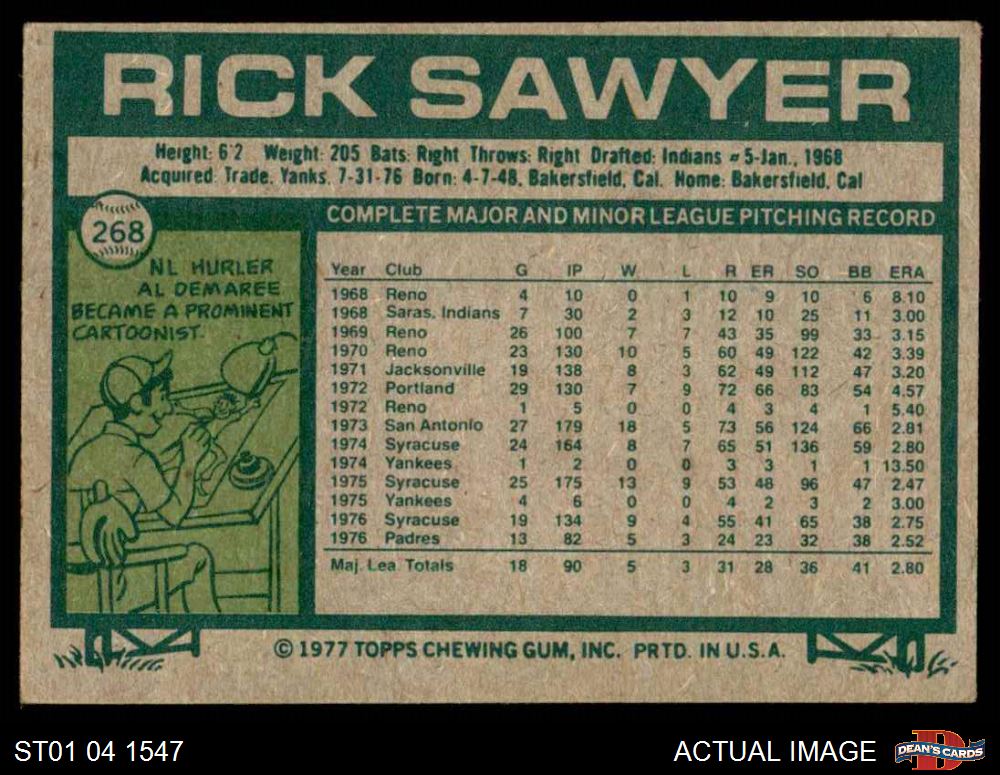 RICK SAWYER
Height: 6'2 Weight: 205 Bats: Right Throws: Right Drafted: Indians #5-Jan., 1968
Acquired: Trade, Yanks, 7-31-76 Born: 4-7-48, Bakersfield, Cal. Home: Bakersfield, Cal
268
COMPLETE MAJOR AND MINOR LEAGUE PITCHING RECORD
NL HURLER
AL DEMAREE
BECAME A PROMINENT
CARTOONIST.
Year Club G IP W L R ER SO BB ERA
1968 Reno 4 10 0 1 10 9 10 6 8.10
1968 Saras. Indians 7 30 2 3 12 10 25 11 3.00
1969 Reno 26 100 7 7 43 35 99 33 3.15
1970 Reno 23 130 10 5 60 49 122 42 3.39
1971 Jacksonville 19 138 8 3 62 49 112 47 3.20
1972 Portland 29 130 7 9 72 66 83 54 4.57
1972 Reno 1 5 0 0 4 3 4 1 5.40
1973 San Antonio 27 179 18 5 73 56 124 66 2.81
1974 Syracuse 24 164 8 7 65 51 136 59 2.80
1974 Yankees 1 2 0 0 3 3 1 1 13.50
1975 Syracuse 25 175 13 9 53 48 96 47 2.47
1975 Yankees 4 6 0 0 4 2 3 2 3.00
1976 Syracuse 19 134 9 4 55 41 65 38 2.75
1976 Padres 13 82 5 3 24 23 32 38 2.52
Maj. Lea. Totals 18 90 5 3 31 28 36 41 2.80
© 1977 TOPPS CHEWING GUM, INC. PRTD. IN U.S.A.
ST01 04 1547
ACTUAL IMAGE
D
DEAN'S CARDS